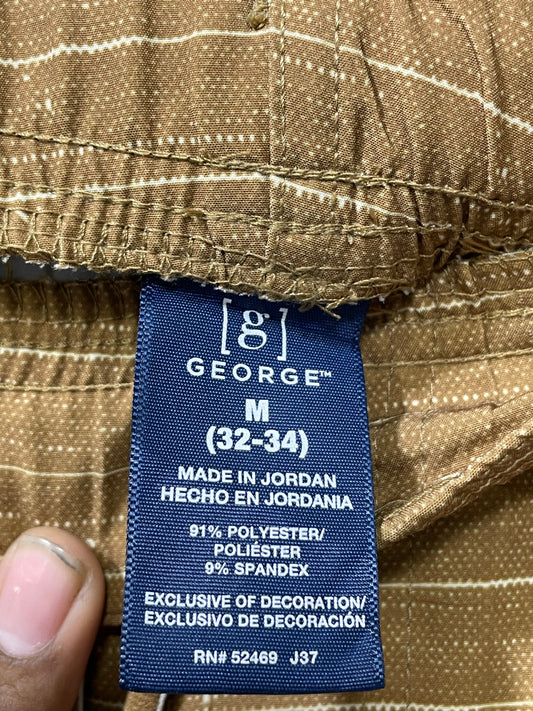 [g]
GEORGE™
M
(32-34)
MADE IN JORDAN
HECHO EN JORDANIA
91% POLYESTER/
POLIÉSTER
9% SPANDEX
EXCLUSIVE OF DECORATION/
EXCLUSIVO DE DECORACIÓN
RN# 52469 J37